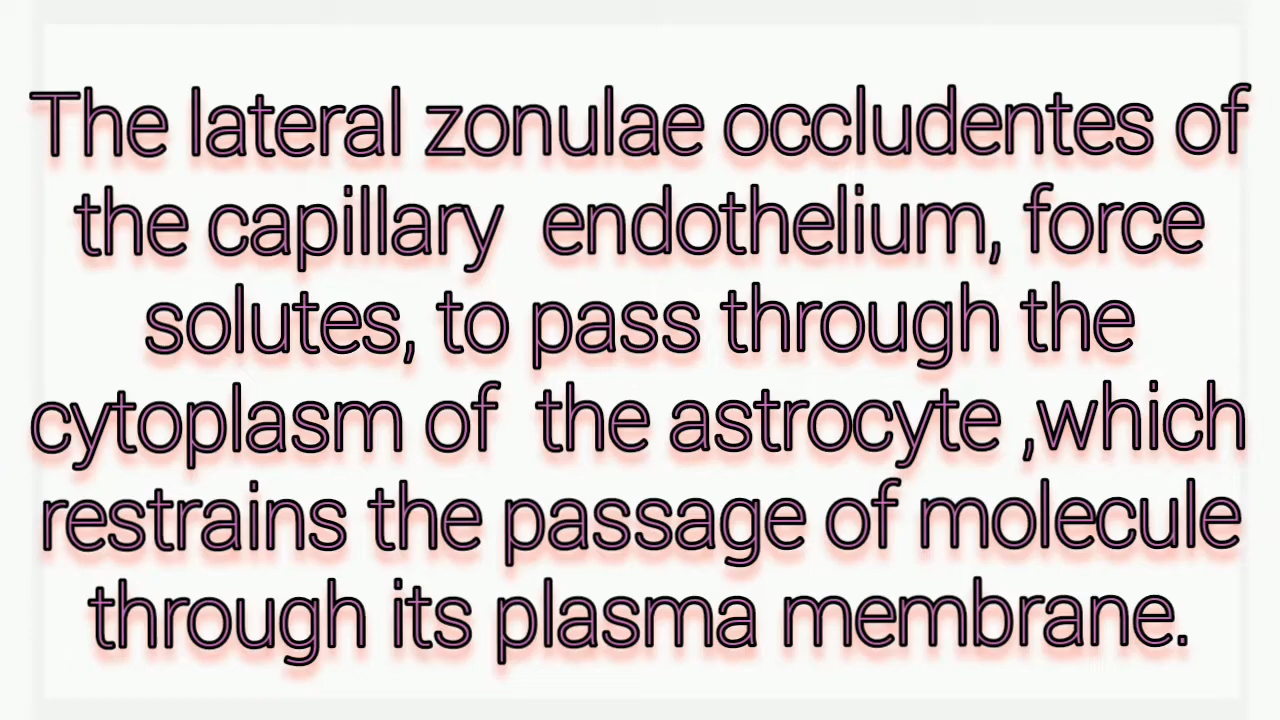 The lateral zonulae occludentes of
the capillary  endothelium, force
solutes, to pass through the
cytoplasm of  the astrocyte ,which
restrains the passage of molecule
through its plasma membrane.